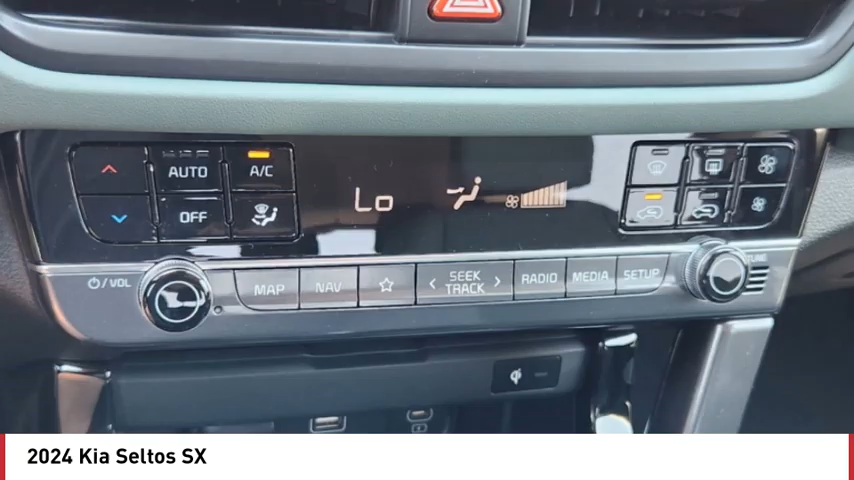 AUTO
A/C
OFF
Lo
⏻/VOL
MAP
NAV
☆
< SEEK >
TRACK
RADIO
MEDIA
SETUP
TUNE
2024 Kia Seltos SX